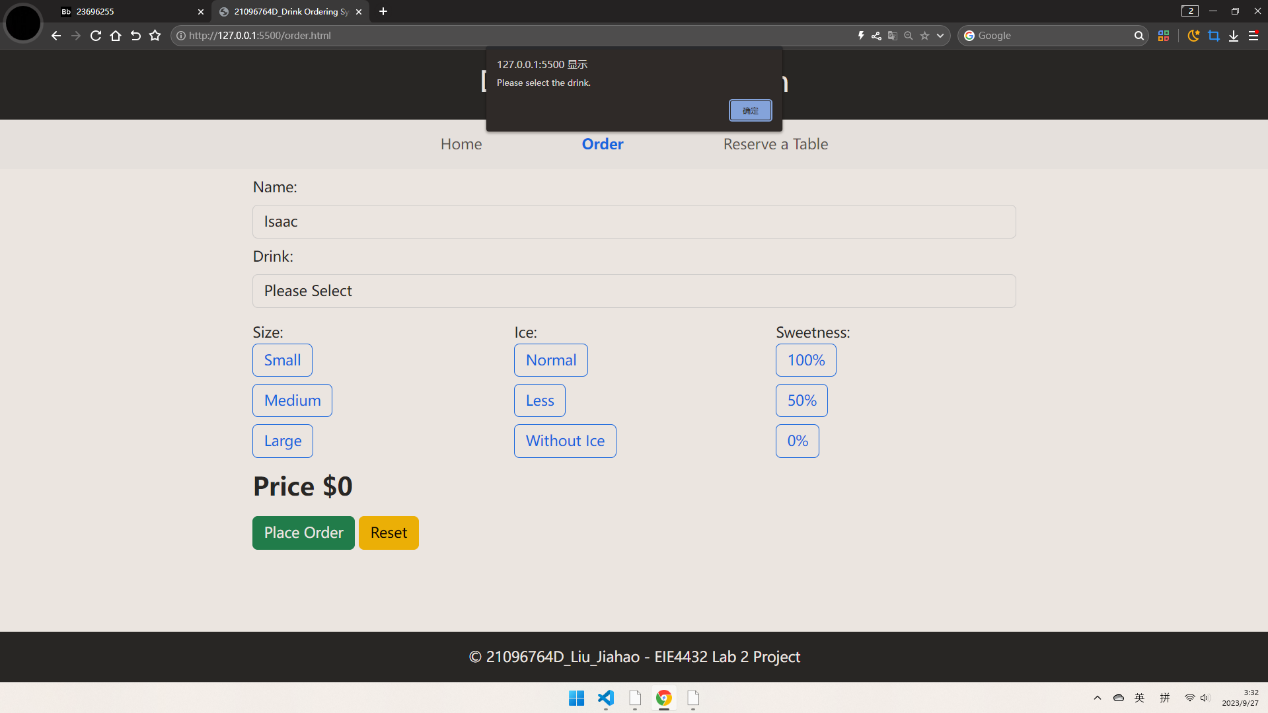 23696255
21096764D_Drink Ordering Sy
2
http://127.0.0.1:5500/order.html
Google
127.0.0.1:5500 显示
Please select the drink.
确定
Home
Order
Reserve a Table
Name:
Isaac
Drink:
Please Select
Size:
Ice:
Sweetness:
Small
Normal
100%
Medium
Less
50%
Large
Without Ice
0%
Price $0
Place Order
Reset
© 21096764D_Liu_Jiahao - EIE4432 Lab 2 Project
英
拼
3:32
2023/9/27